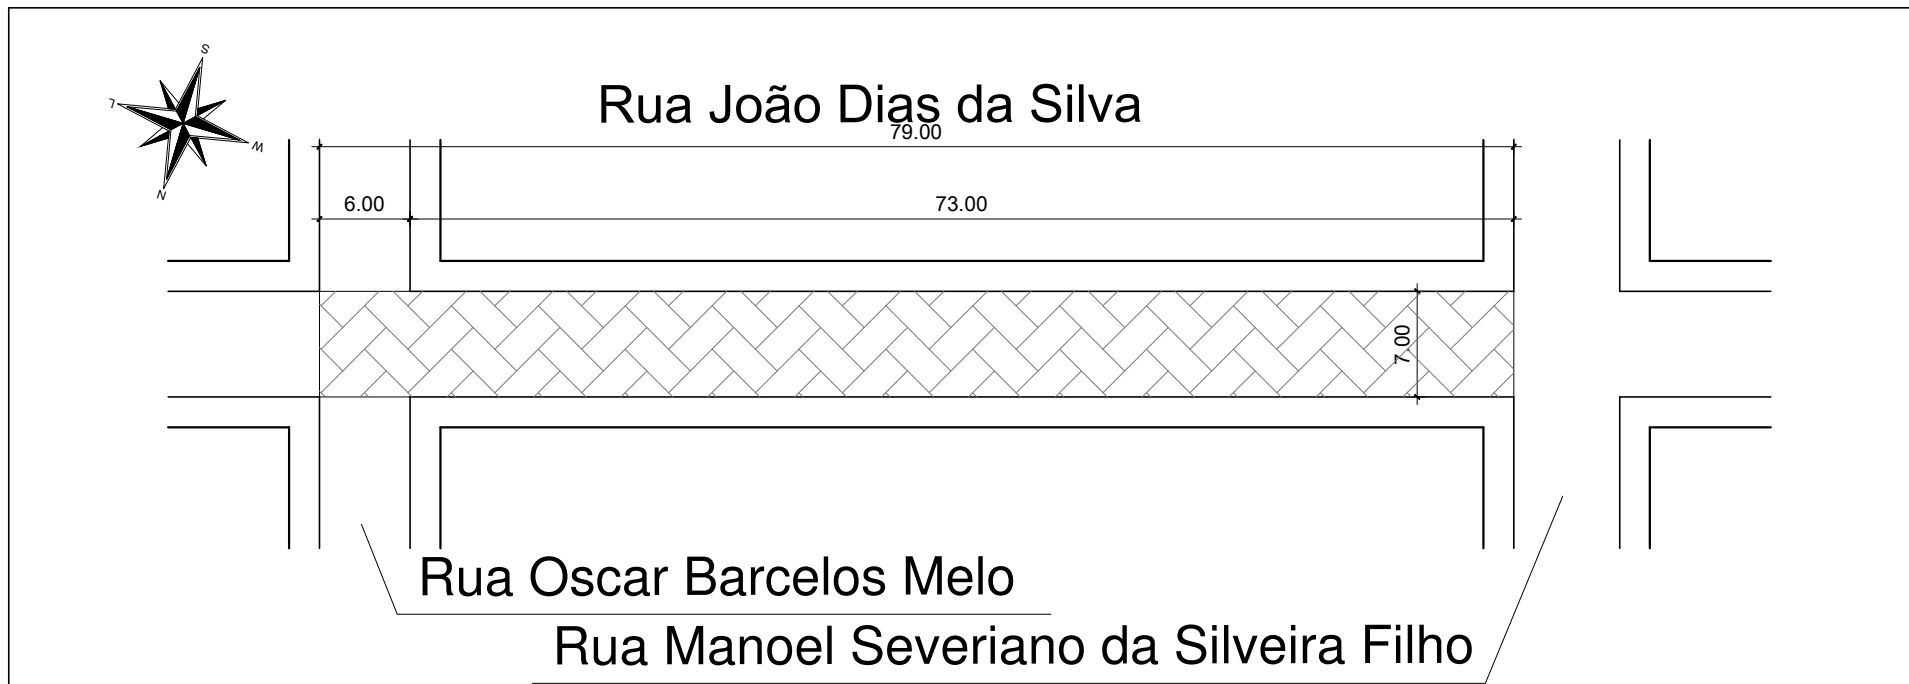 S
L
W
N
Rua João Dias da Silva
79.00
6.00
73.00
7.00
Rua Oscar Barcelos Melo
Rua Manoel Severiano da Silveira Filho